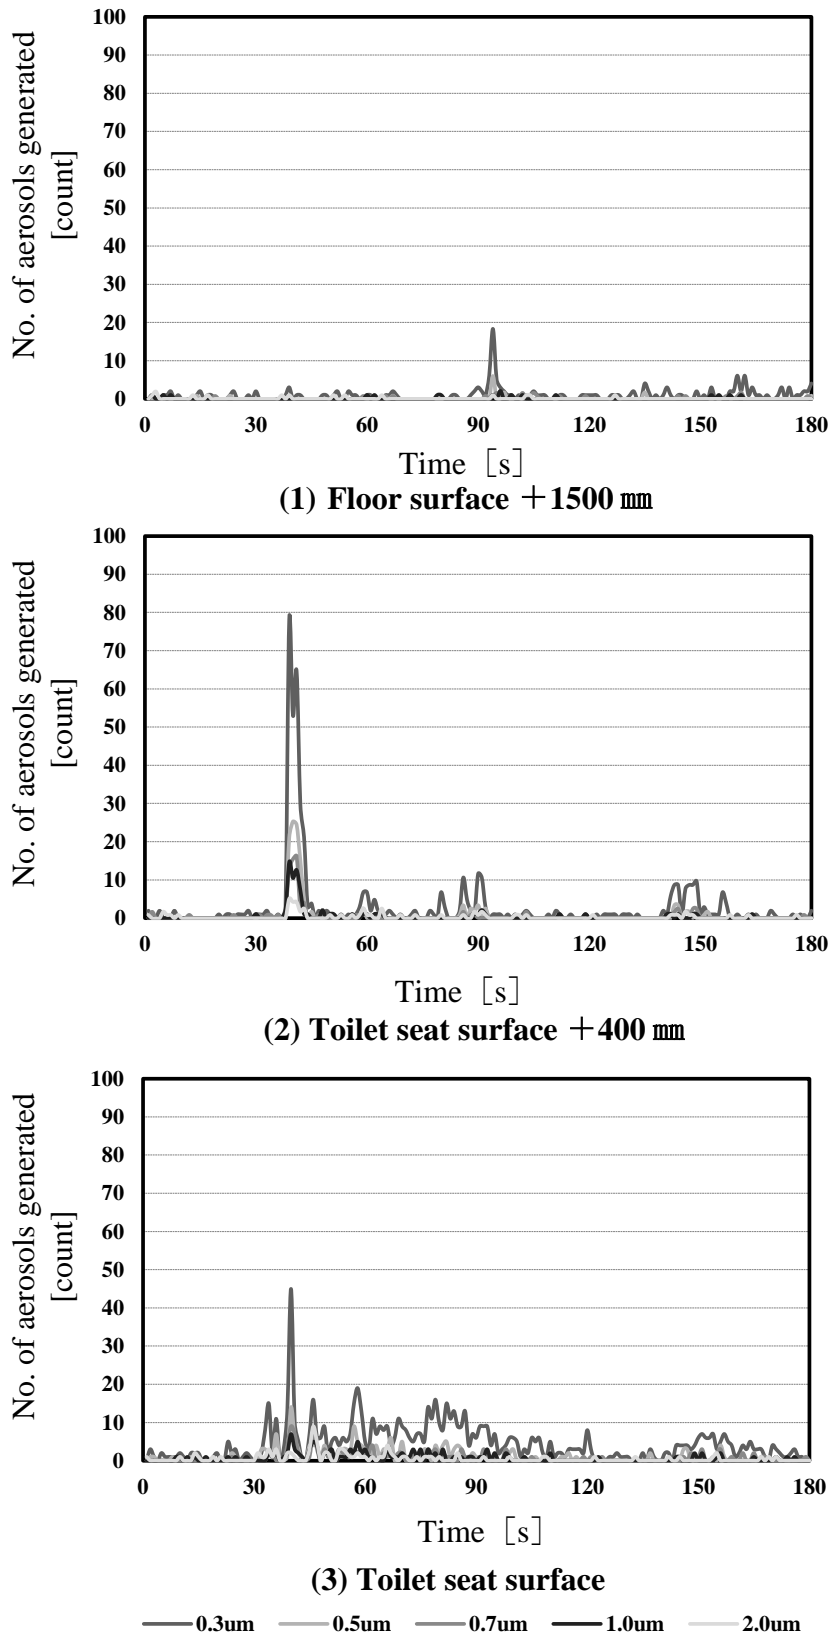 100
90
80
70
60
50
40
30
20
10
0
No. of aerosols generated
[count]
0 30 60 90 120 150 180
Time [s]
(1) Floor surface +1500 ㎜
100
90
80
70
60
50
40
30
20
10
0
No. of aerosols generated
[count]
0 30 60 90 120 150 180
Time [s]
(2) Toilet seat surface +400 ㎜
100
90
80
70
60
50
40
30
20
10
0
No. of aerosols generated
[count]
0 30 60 90 120 150 180
Time [s]
(3) Toilet seat surface
0.3um 0.5um 0.7um 1.0um 2.0um